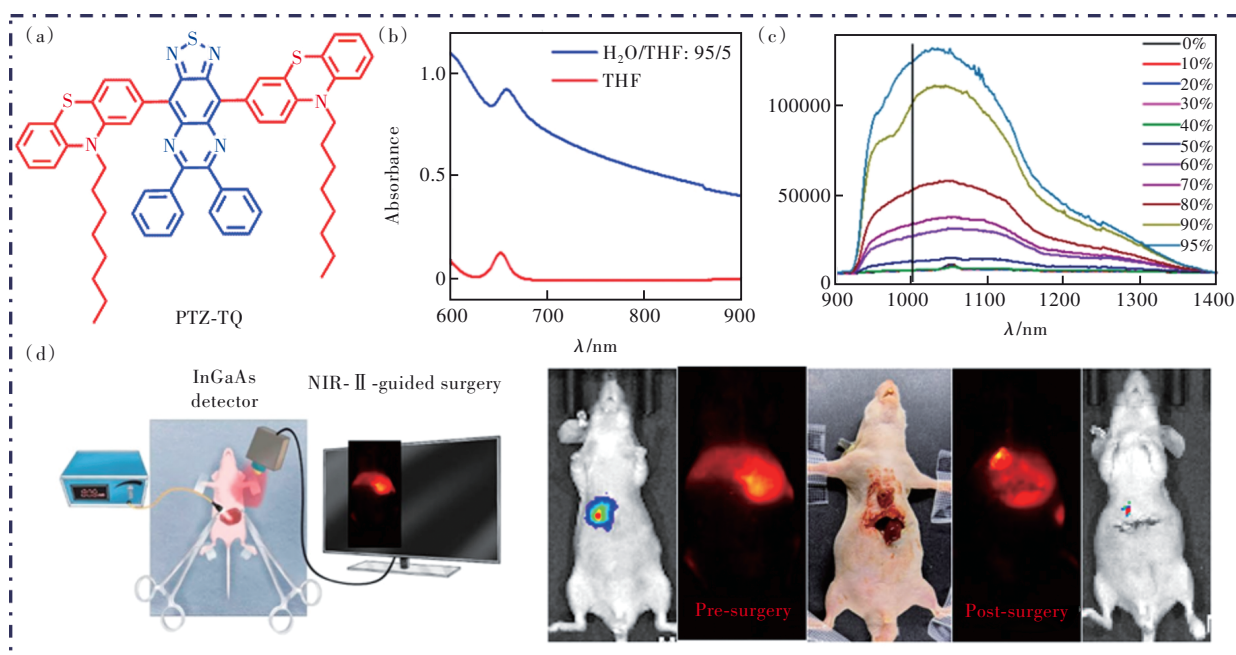 (a)
S
N
N
S
S
N
N
N
N
PTZ-TQ
(b)
H₂O/THF: 95/5
THF
Absorbance
1.0
0.5
0
600
700
800
900
λ/nm
(c)
0%
10%
20%
30%
40%
50%
60%
70%
80%
90%
95%
100000
50000
0
900
1000
1100
1200
1300
1400
λ/nm
(d)
InGaAs
detector
NIR-Ⅱ-guided surgery
808
Pre-surgery
Post-surgery